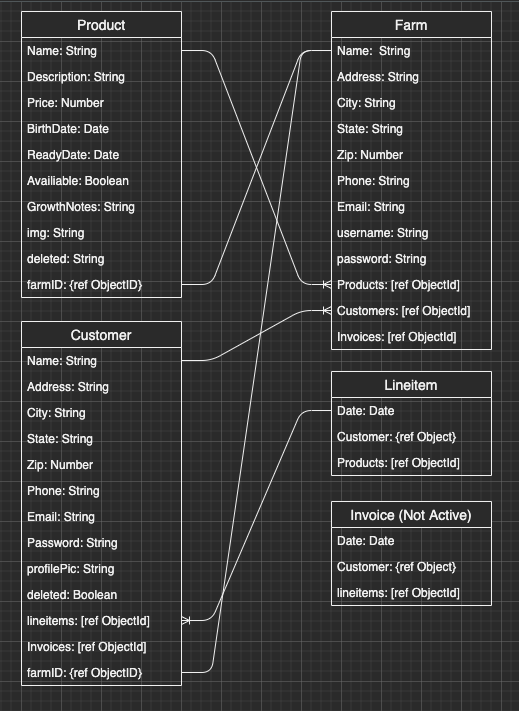 Product
Name: String
Description: String
Price: Number
BirthDate: Date
ReadyDate: Date
Availiable: Boolean
GrowthNotes: String
img: String
deleted: String
farmID: {ref ObjectID}
Customer
Name: String
Address: String
City: String
State: String
Zip: Number
Phone: String
Email: String
Password: String
profilePic: String
deleted: Boolean
lineitems: [ref ObjectId]
Invoices: [ref ObjectId]
farmID: {ref ObjectID}
Farm
Name:  String
Address: String
City: String
State: String
Zip: Number
Phone: String
Email: String
username: String
password: String
Products: [ref ObjectId]
Customers: [ref ObjectId]
Invoices: [ref ObjectId]
Lineitem
Date: Date
Customer: {ref Object}
Products: [ref ObjectId]
Invoice (Not Active)
Date: Date
Customer: {ref Object}
lineitems: [ref ObjectId]